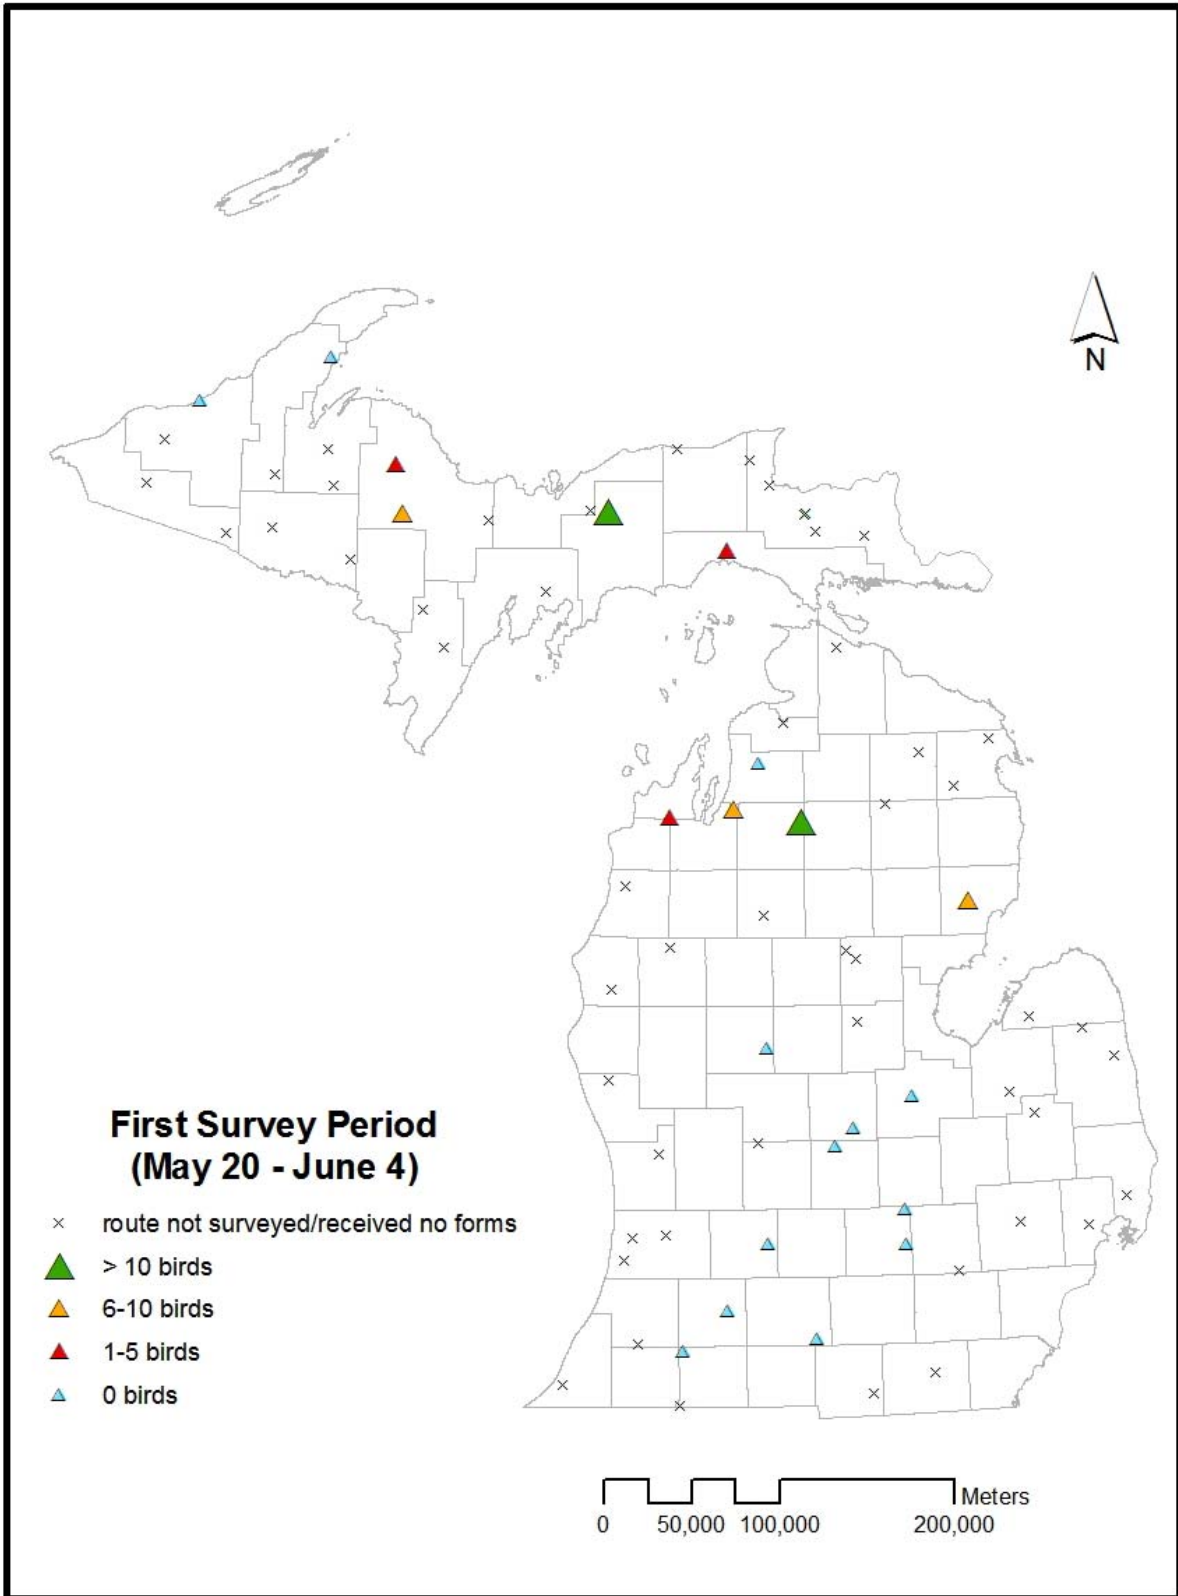 N
First Survey Period
(May 20 - June 4)
route not surveyed/received no forms
> 10 birds
6-10 birds
1-5 birds
0 birds
Meters
0 50,000 100,000 200,000